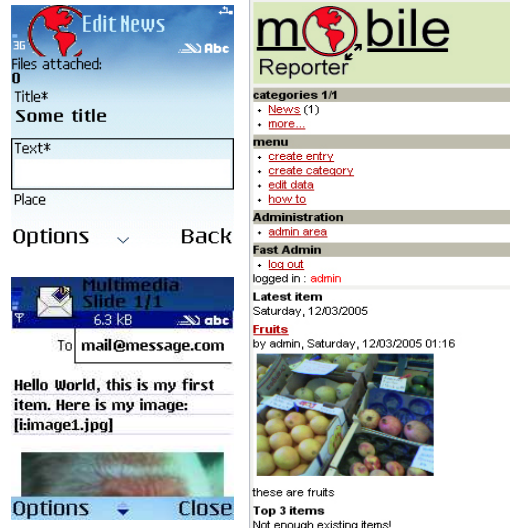 Edit News
3G
Abc
Files attached:
0
Title*
Some title
Text*
Place
Options Back
Multimedia
Slide 1/1
6.3 kB abc
To mail@message.com
Hello World, this is my first
item. Here is my image:
[i:image1.jpg]
Options Close
mobile
Reporter
categories 1/1
News (1)
more...
menu
create entry
create category
edit data
how to
Administration
admin area
Fast Admin
log out
logged in : admin
Latest item
Saturday, 12/03/2005
Fruits
by admin, Saturday, 12/03/2005 01:16
these are fruits
Top 3 items
Not enough existing items!